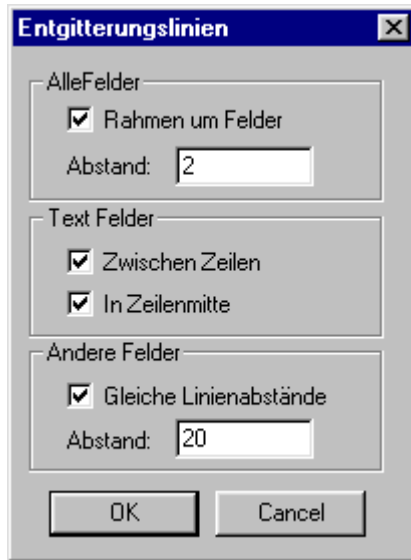 Entgitterungslinien
AlleFelder
Rahmen um Felder
Abstand: 2
Text Felder
Zwischen Zeilen
In Zeilenmitte
Andere Felder
Gleiche Linienabstände
Abstand: 20
OK Cancel